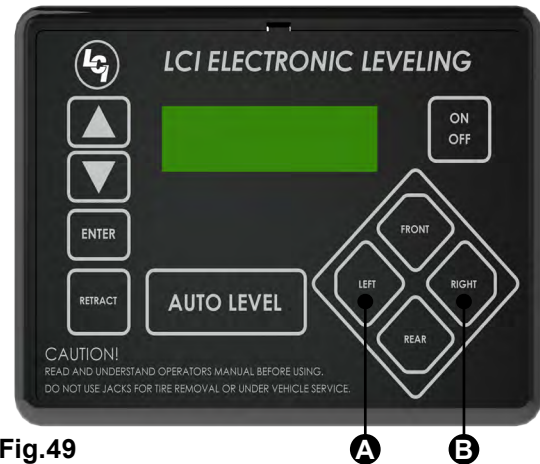 LCI
LCI ELECTRONIC LEVELING
ON
OFF
ENTER
RETRACT
AUTO LEVEL
FRONT
LEFT
RIGHT
REAR
CAUTION!
READ AND UNDERSTAND OPERATORS MANUAL BEFORE USING.
DO NOT USE JACKS FOR TIRE REMOVAL OR UNDER VEHICLE SERVICE.
Fig.49
A
B